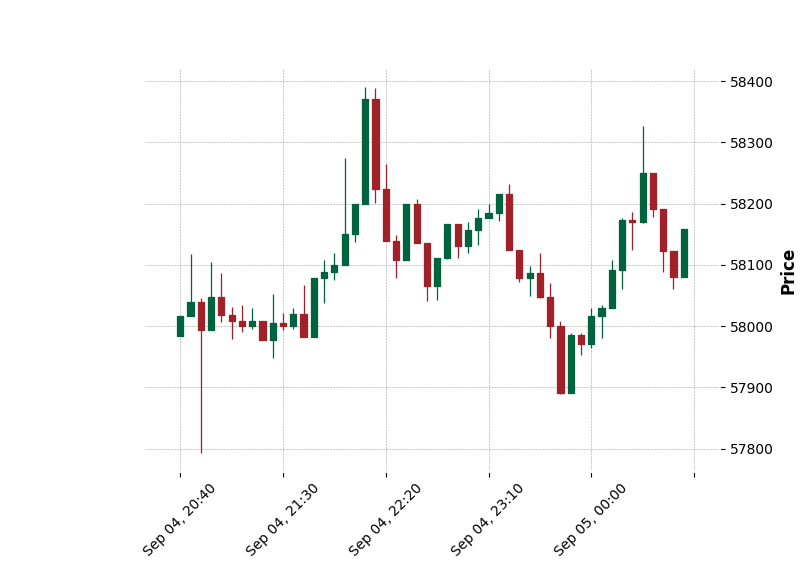 58400
58300
58200
58100
58000
57900
57800
Price
Sep 04, 20:40
Sep 04, 21:30
Sep 04, 22:20
Sep 04, 23:10
Sep 05, 00:00